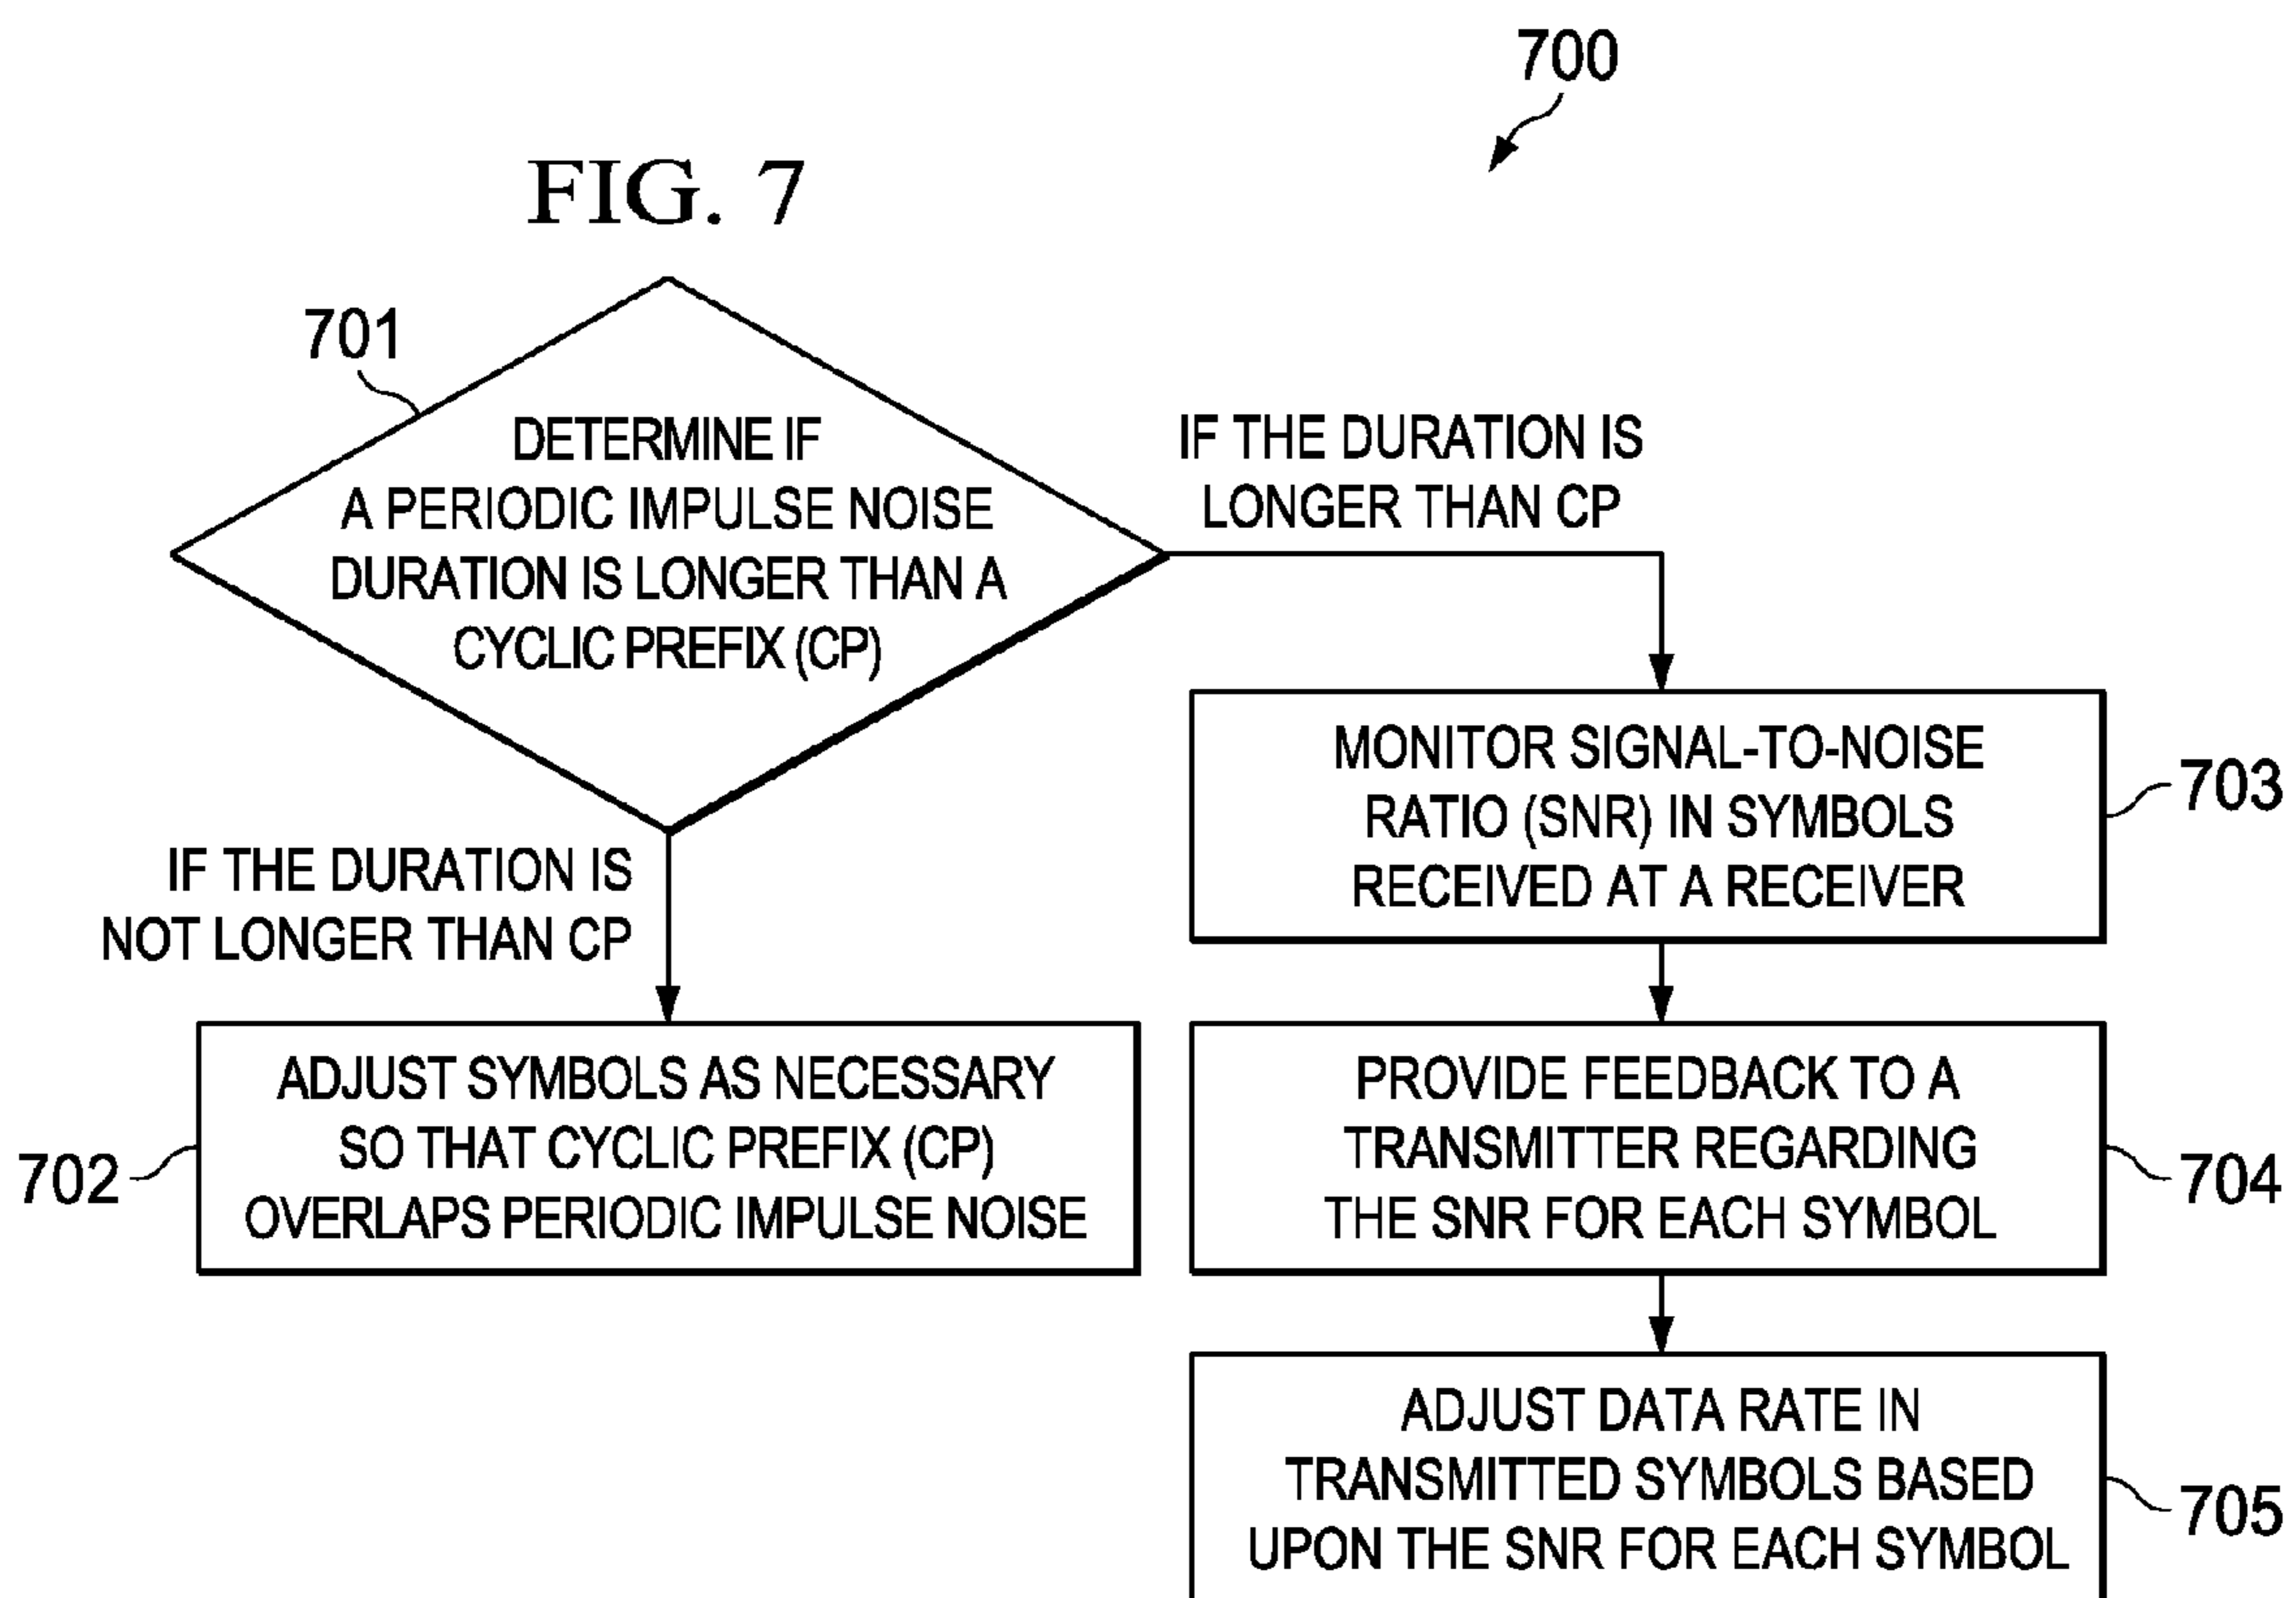 700
FIG. 7
701
DETERMINE IF
A PERIODIC IMPULSE NOISE
DURATION IS LONGER THAN A
CYCLIC PREFIX (CP)
IF THE DURATION IS
LONGER THAN CP
IF THE DURATION IS
NOT LONGER THAN CP
702
ADJUST SYMBOLS AS NECESSARY
SO THAT CYCLIC PREFIX (CP)
OVERLAPS PERIODIC IMPULSE NOISE
MONITOR SIGNAL-TO-NOISE
RATIO (SNR) IN SYMBOLS
RECEIVED AT A RECEIVER
703
PROVIDE FEEDBACK TO A
TRANSMITTER REGARDING
THE SNR FOR EACH SYMBOL
704
ADJUST DATA RATE IN
TRANSMITTED SYMBOLS BASED
UPON THE SNR FOR EACH SYMBOL
705